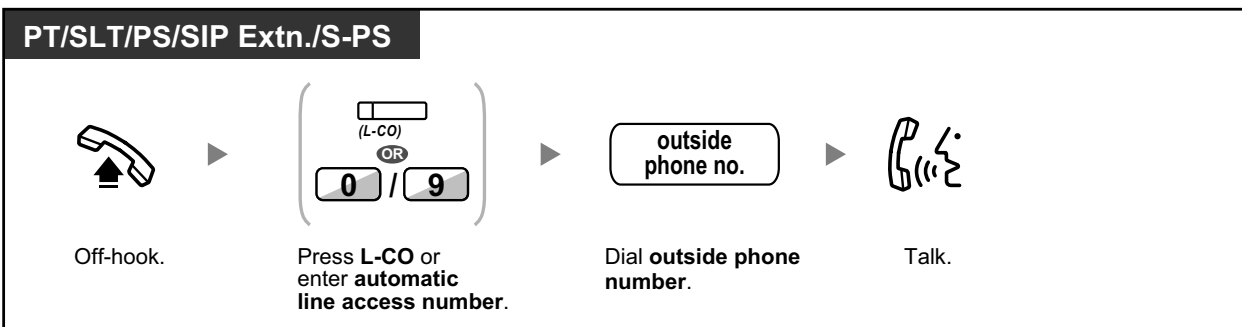 PT/SLT/PS/SIP Extn./S-PS
(L-CO)
OR
0 / 9
outside
phone no.
Off-hook.
Press L-CO or
enter automatic
line access number.
Dial outside phone
number.
Talk.